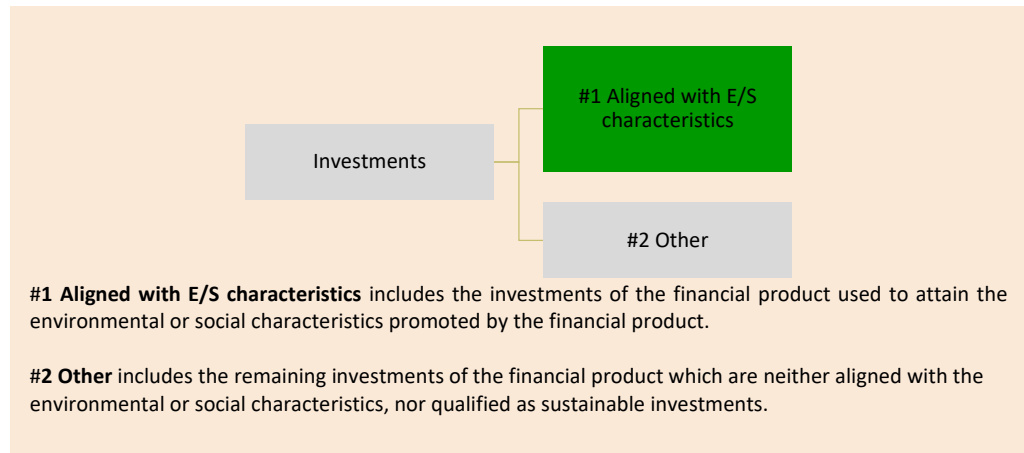 #1 Aligned with E/S
characteristics
Investments
#2 Other
#1 Aligned with E/S characteristics includes the investments of the financial product used to attain the
environmental or social characteristics promoted by the financial product.
#2 Other includes the remaining investments of the financial product which are neither aligned with the
environmental or social characteristics, nor qualified as sustainable investments.